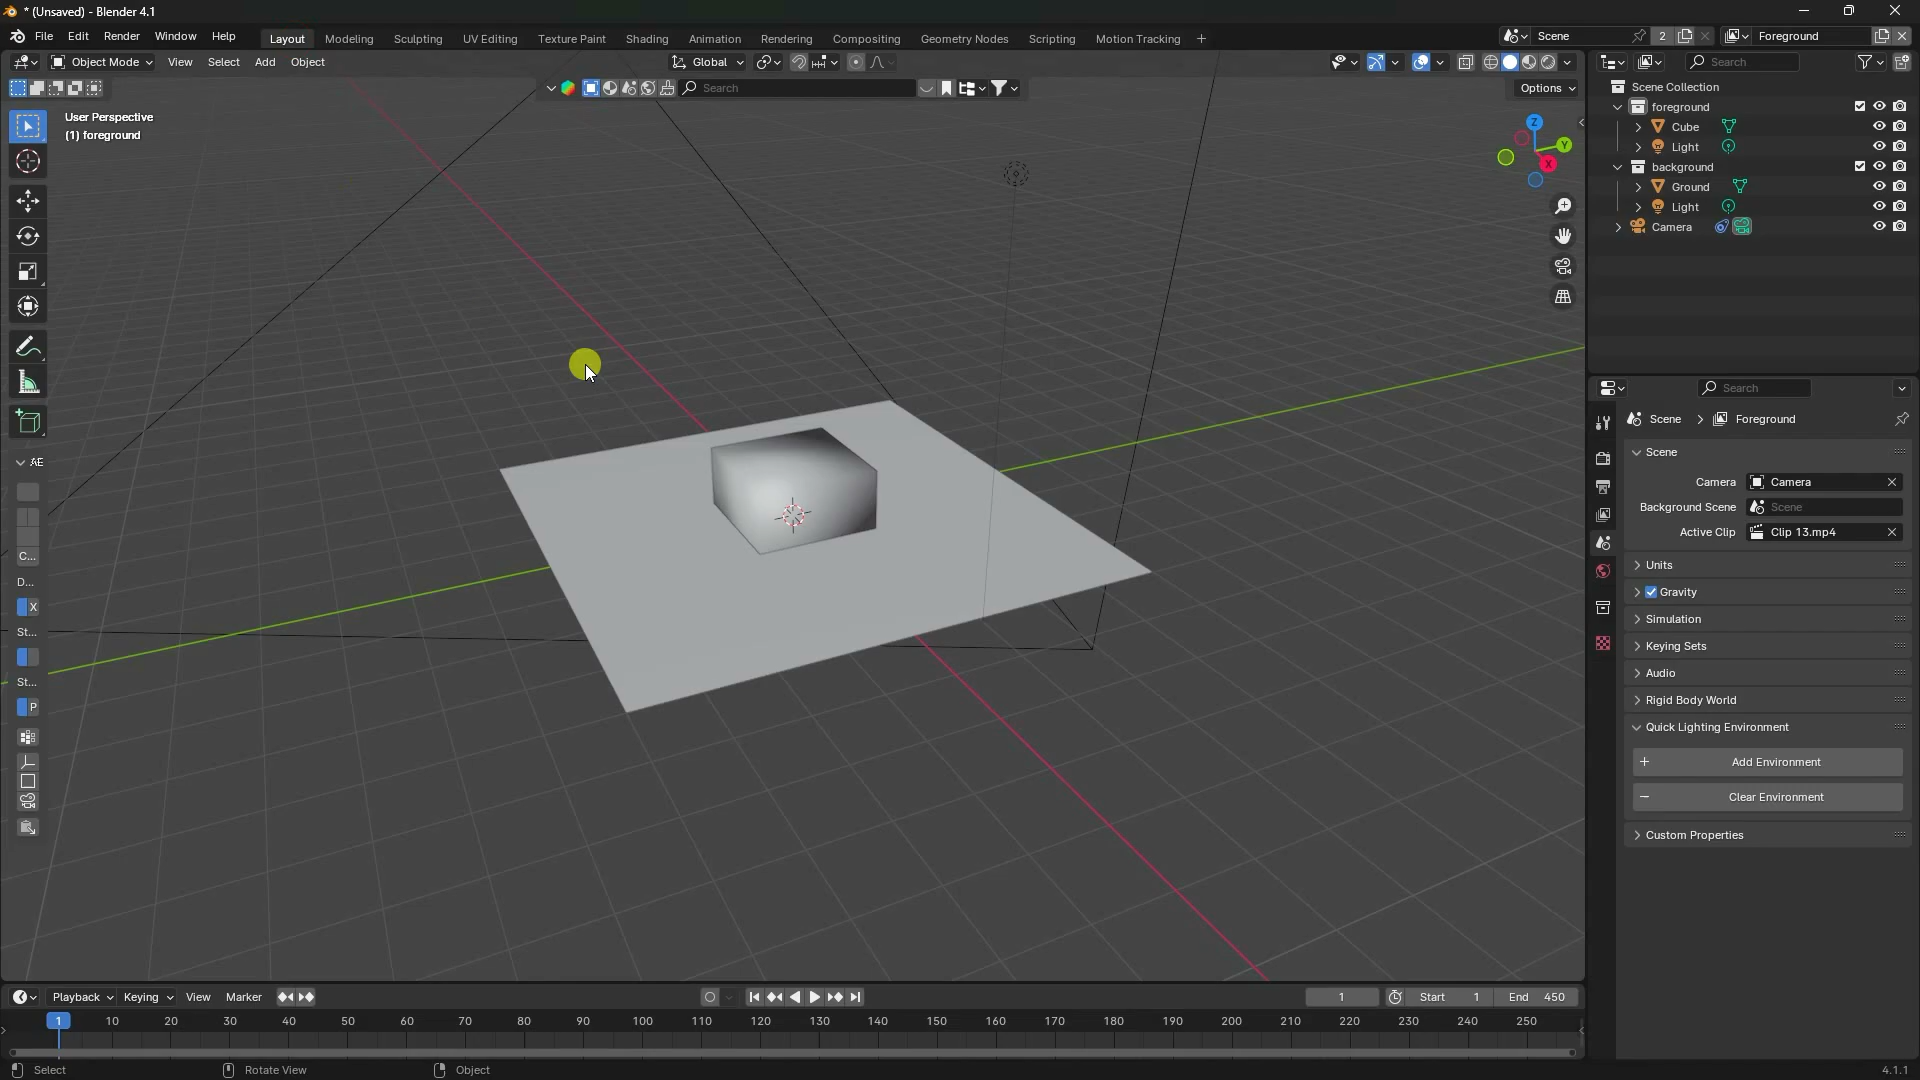 * (Unsaved) - Blender 4.1
File Edit Render Window Help Layout Modeling Sculpting UV Editing Texture Paint Shading Animation Rendering Compositing Geometry Nodes Scripting Motion Tracking + Scene 2 Foreground
Object Mode View Select Add Object Global Search
Search Options
User Perspective
(1) foreground
Z
Y
X
AE
C...
D...
X
St...
St...
P
Scene Collection
foreground
Cube
Light
background
Ground
Light
Camera
Search
Scene > Foreground
Scene
Camera Camera
Background Scene Scene
Active Clip Clip 13.mp4
Units
Gravity
Simulation
Keying Sets
Audio
Rigid Body World
Quick Lighting Environment
+ Add Environment
− Clear Environment
Custom Properties
Playback Keying View Marker 1 Start 1 End 450
1 10 20 30 40 50 60 70 80 90 100 110 120 130 140 150 160 170 180 190 200 210 220 230 240 250
Select Rotate View Object 4.1.1